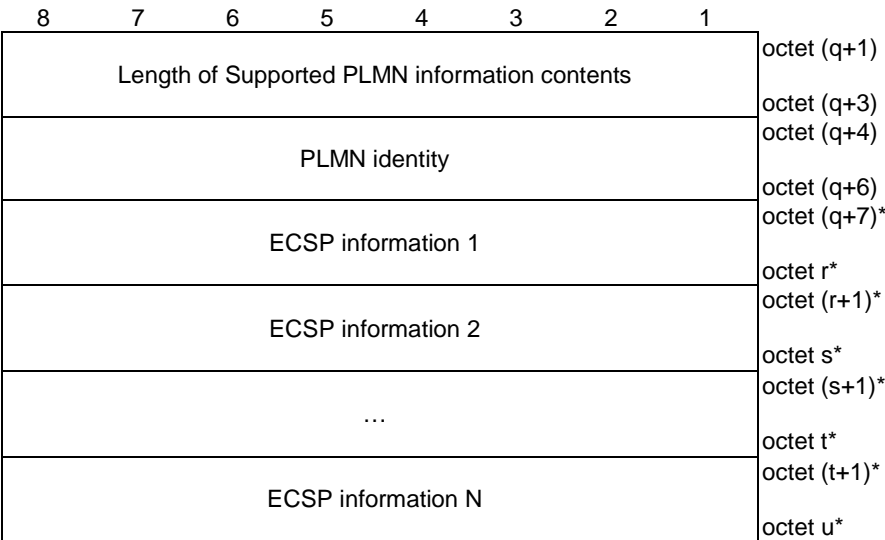 8 7 6 5 4 3 2 1
octet (q+1)
Length of Supported PLMN information contents
octet (q+3)
octet (q+4)
PLMN identity
octet (q+6)
octet (q+7)*
ECSP information 1
octet r*
octet (r+1)*
ECSP information 2
octet s*
octet (s+1)*
…
octet t*
octet (t+1)*
ECSP information N
octet u*